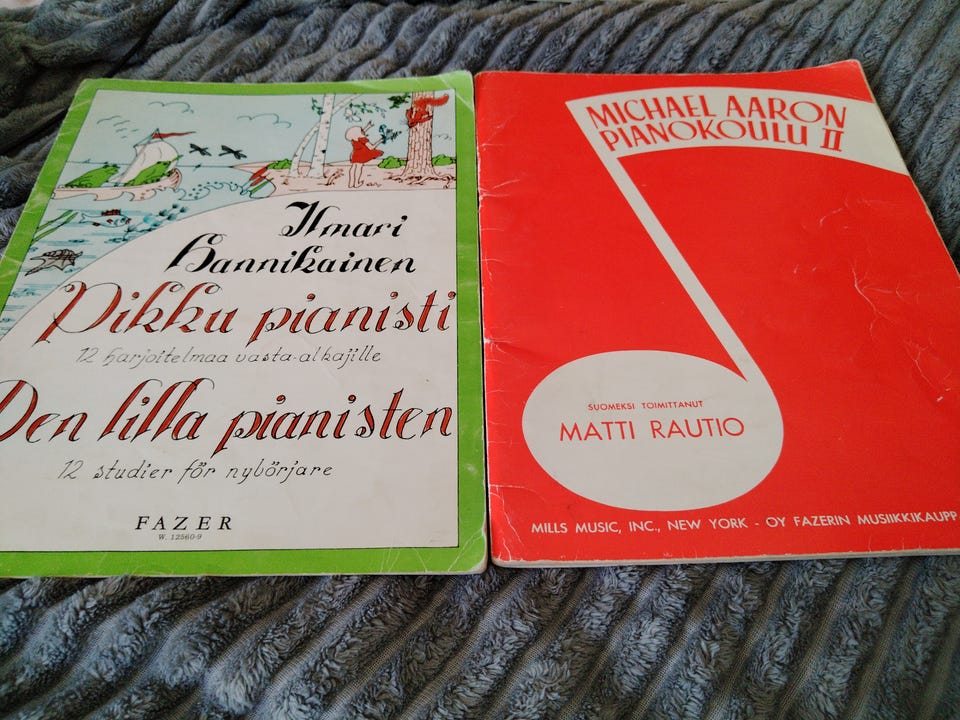 Ilmari
Hannikainen
Pikku pianisti
12 harjoitelmaa vasta-alkajille
Den lilla pianisten
12 studier för nybörjare
FAZER
W. 12560-9
MICHAEL AARON
PIANOKOULU II
SUOMEKSI TOIMITTANUT
MATTI RAUTIO
MILLS MUSIC, INC., NEW YORK - OY FAZERIN MUSIIKKIKAUPP